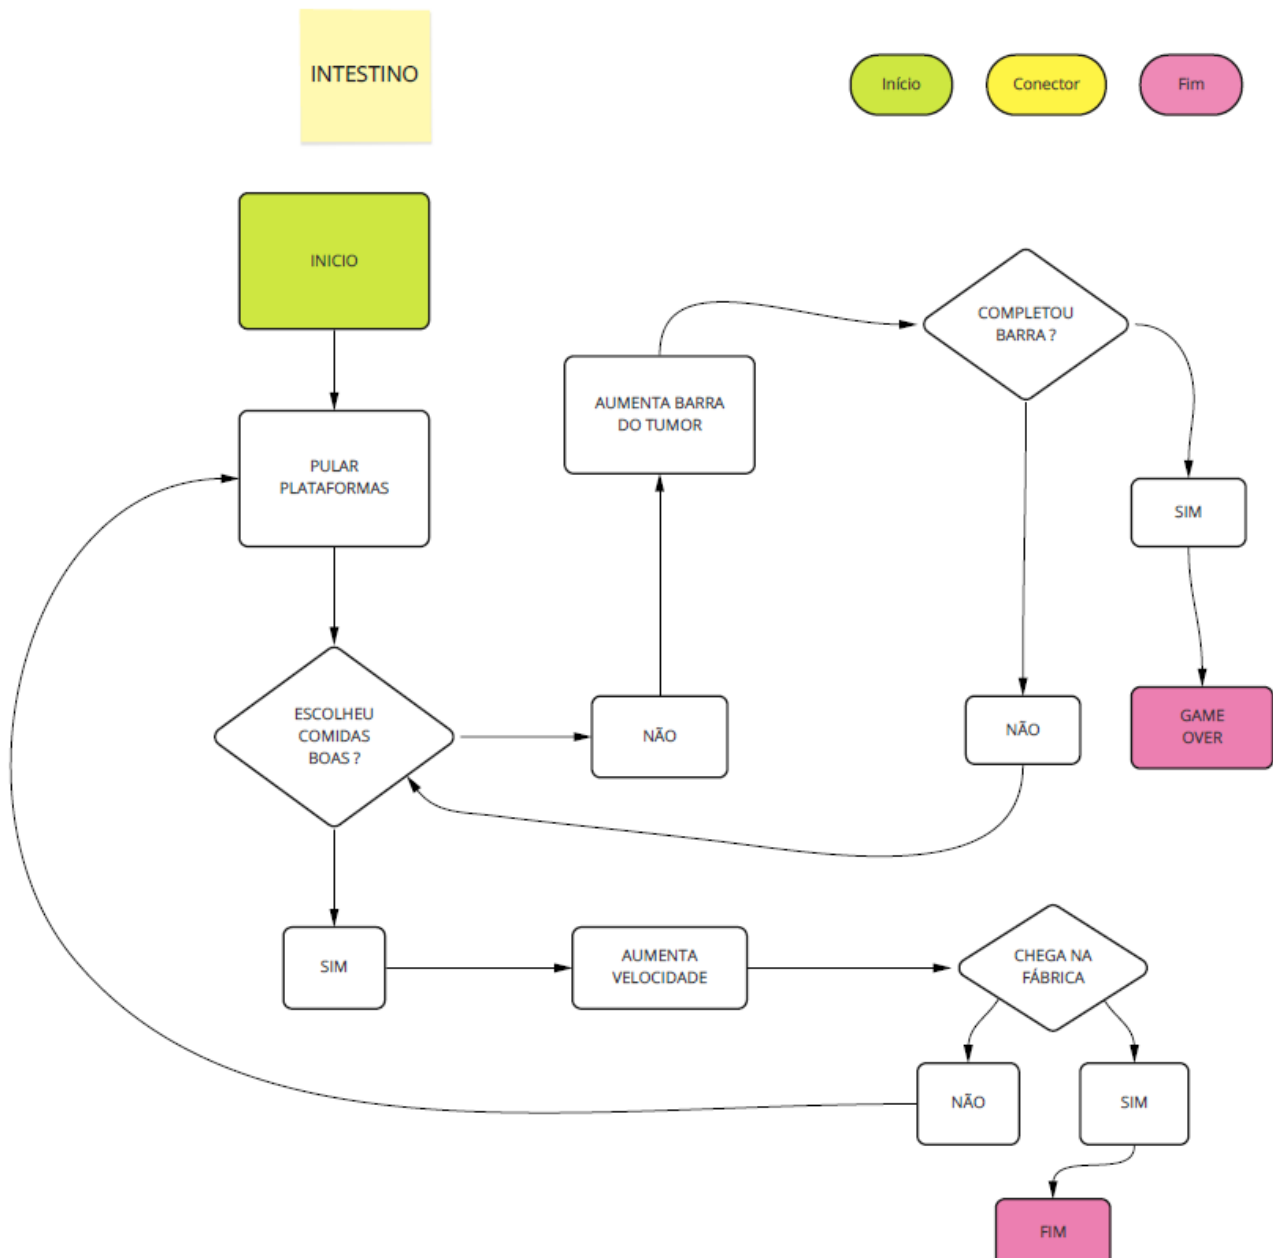 INTESTINO
Início
Conector
Fim
INICIO
PULAR
PLATAFORMAS
ESCOLHEU
COMIDAS
BOAS ?
NÃO
AUMENTA BARRA
DO TUMOR
COMPLETOU
BARRA ?
SIM
GAME
OVER
NÃO
SIM
AUMENTA
VELOCIDADE
CHEGA NA
FÁBRICA
NÃO
SIM
FIM